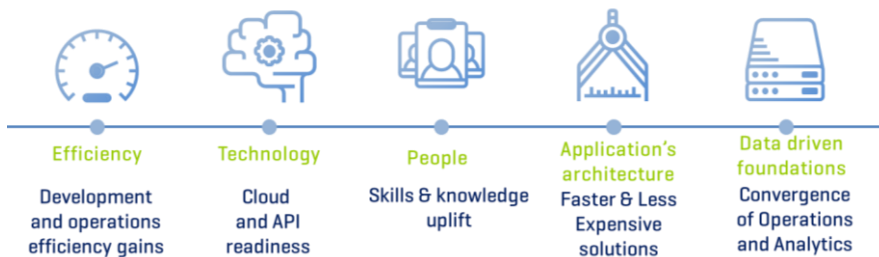 Efficiency
Development
and operations
efficiency gains
Technology
Cloud
and API
readiness
People
Skills & knowledge
uplift
Application's
architecture
Faster & Less
Expensive
solutions
Data driven
foundations
Convergence
of Operations
and Analytics